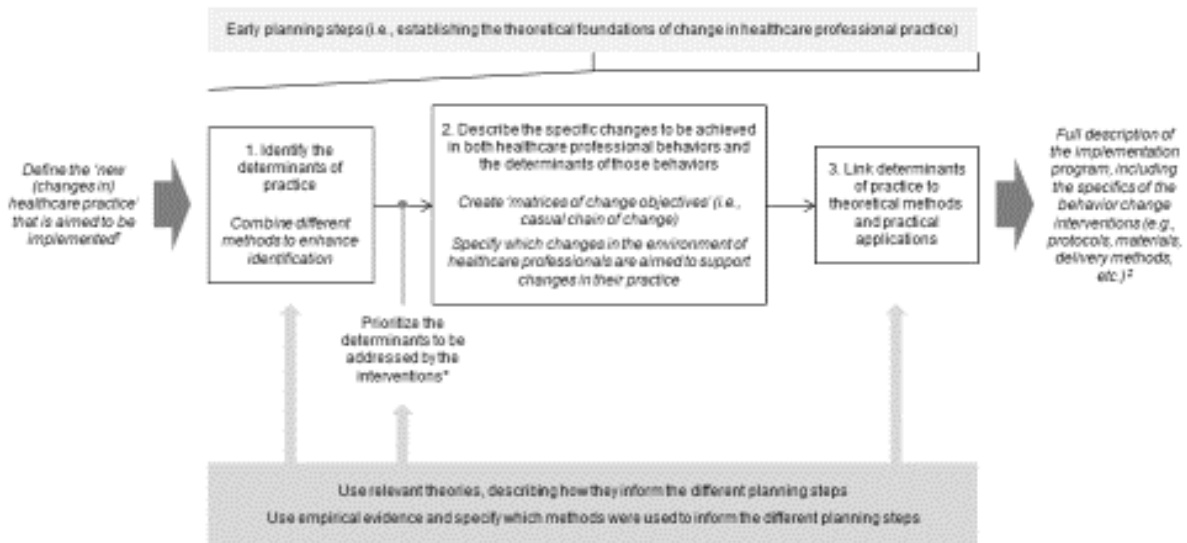 Early planning steps (i.e., establishing the theoretical foundations of change in healthcare professional practice)
Define the 'new
(changes in)
healthcare practice'
that is aimed to be
implemented†
1. Identify the
determinants of
practice
Combine different
methods to enhance
identification
Prioritize the
determinants to be
addressed by the
interventions*
2. Describe the specific changes to be achieved
in both healthcare professional behaviors and
the determinants of those behaviors
Create 'matrices of change objectives' (i.e.,
casual chain of change)
Specify which changes in the environment of
healthcare professionals are aimed to support
changes in their practice
3. Link determinants
of practice to
theoretical methods
and practical
applications
Full description of
the implementation
program, including
the specifics of the
behavior change
interventions (e.g.,
protocols, materials,
delivery methods,
etc.)‡
Use relevant theories, describing how they inform the different planning steps
Use empirical evidence and specify which methods were used to inform the different planning steps